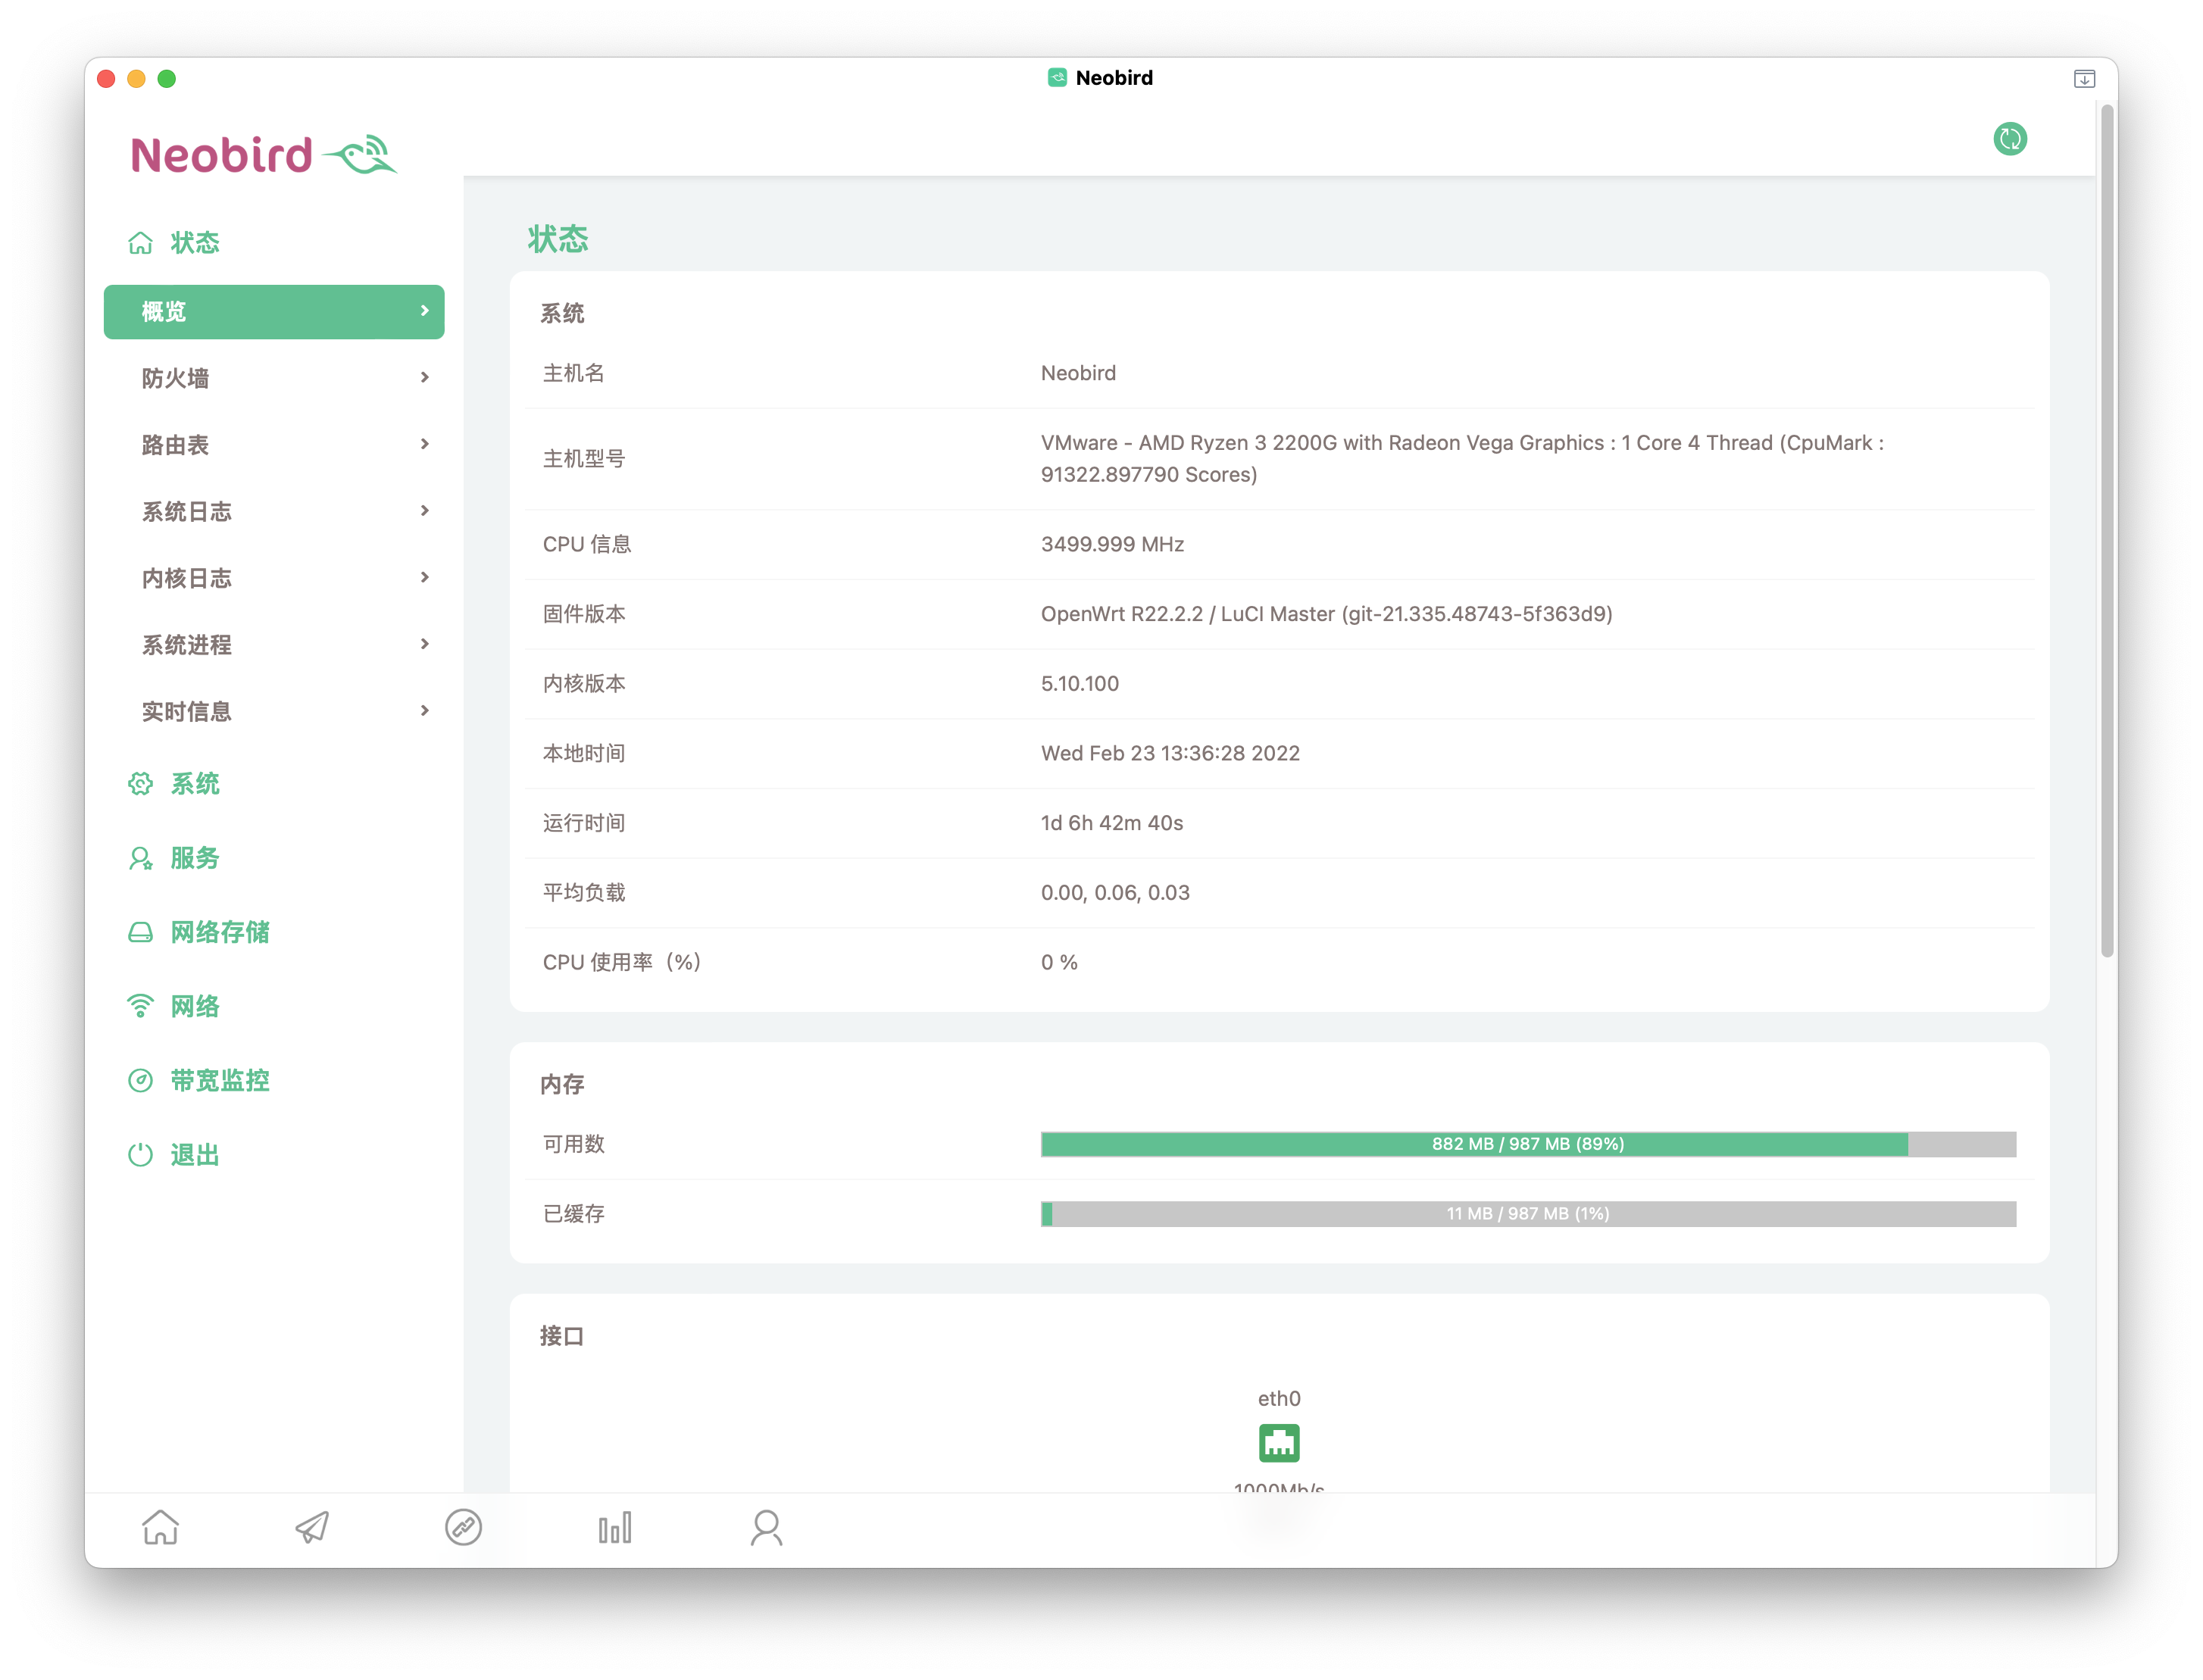 Neobird
Neobird
状态
概览
防火墙
路由表
系统日志
内核日志
系统进程
实时信息
系统
服务
网络存储
网络
带宽监控
退出
状态
系统
主机名 Neobird
主机型号 VMware - AMD Ryzen 3 2200G with Radeon Vega Graphics : 1 Core 4 Thread (CpuMark :
91322.897790 Scores)
CPU 信息 3499.999 MHz
固件版本 OpenWrt R22.2.2 / LuCI Master (git-21.335.48743-5f363d9)
内核版本 5.10.100
本地时间 Wed Feb 23 13:36:28 2022
运行时间 1d 6h 42m 40s
平均负载 0.00, 0.06, 0.03
CPU 使用率（%） 0 %
内存
可用数 882 MB / 987 MB (89%)
已缓存 11 MB / 987 MB (1%)
接口
eth0
1000Mb/s